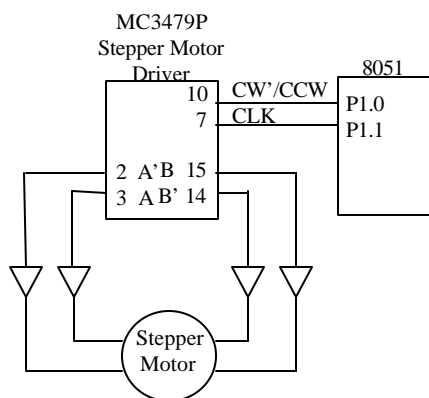 MC3479P
Stepper Motor
Driver
8051
10 CW’/CCW P1.0
7 CLK P1.1
2 A’ B 15
3 A B’ 14
Stepper
Motor